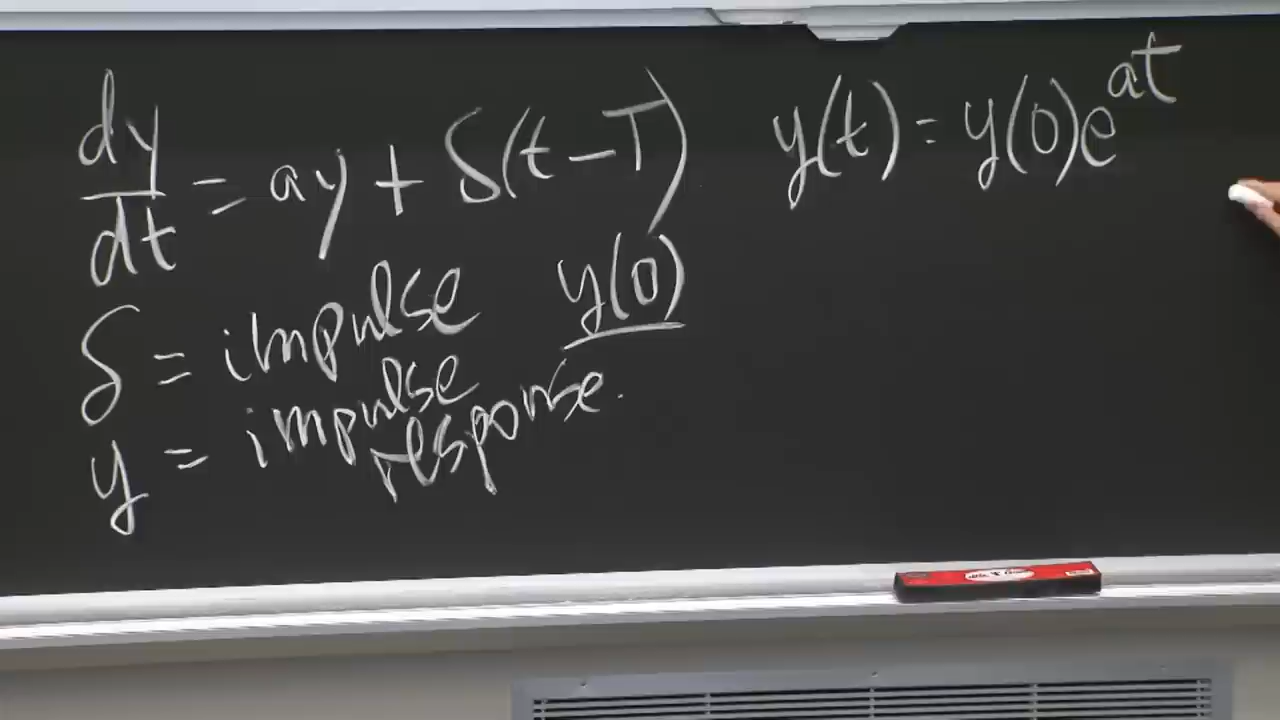 dy/dt = ay + δ(t − T)
y(t) = y(0)e^{at}
δ = impulse
y(0)
y = impulse
response.